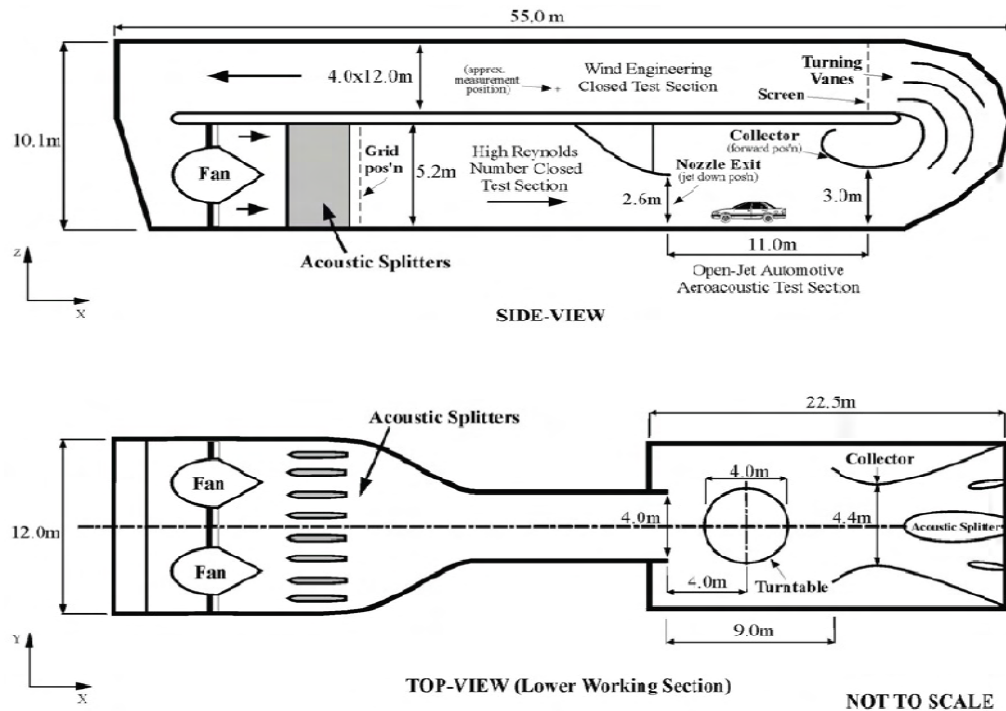 55.0 m
4.0x12.0m
(approx.
measurement
position)
Wind Engineering
Closed Test Section
Turning
Vanes
Screen
10.1m
Fan
Grid
pos'n
5.2m
High Reynolds
Number Closed
Test Section
Collector
(forward pos'n)
Nozzle Exit
(jet down pos'n)
2.6m
3.0m
Acoustic Splitters
11.0m
Open-Jet Automotive
Aeroacoustic Test Section
Z
X
SIDE-VIEW
22.5m
Acoustic Splitters
Collector
Fan
4.0m
12.0m
4.0m
4.4m
Acoustic Splitter
Fan
4.0m
Turntable
9.0m
Y
X
TOP-VIEW (Lower Working Section)
NOT TO SCALE